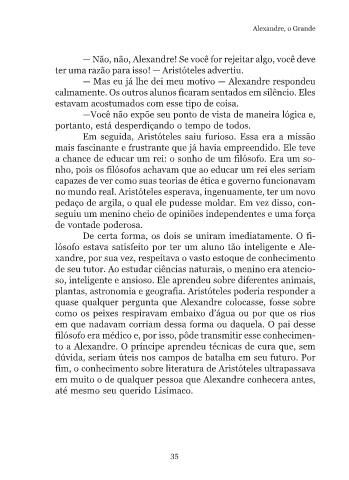 Alexandre, o Grande
— Não, não, Alexandre! Se você for rejeitar algo, você deve
ter uma razão para isso! — Aristóteles advertiu.
— Mas eu já lhe dei meu motivo — Alexandre respondeu
calmamente. Os outros alunos ficaram sentados em silêncio. Eles
estavam acostumados com esse tipo de coisa.
—Você não expõe seu ponto de vista de maneira lógica e,
portanto, está desperdiçando o tempo de todos.
Em seguida, Aristóteles saiu furioso. Essa era a missão
mais fascinante e frustrante que já havia empreendido. Ele teve
a chance de educar um rei: o sonho de um filósofo. Era um so-
nho, pois os filósofos achavam que ao educar um rei eles seriam
capazes de ver como suas teorias de ética e governo funcionavam
no mundo real. Aristóteles esperava, ingenuamente, ter um novo
pedaço de argila, o qual ele pudesse moldar. Em vez disso, con-
seguiu um menino cheio de opiniões independentes e uma força
de vontade poderosa.
De certa forma, os dois se uniram imediatamente. O fi-
lósofo estava satisfeito por ter um aluno tão inteligente e Ale-
xandre, por sua vez, respeitava o vasto estoque de conhecimento
de seu tutor. Ao estudar ciências naturais, o menino era atencio-
so, inteligente e ansioso. Ele aprendeu sobre diferentes animais,
plantas, astronomia e geografia. Aristóteles poderia responder a
quase qualquer pergunta que Alexandre colocasse, fosse sobre
como os peixes respiravam embaixo d’água ou por que os rios
em que nadavam corriam dessa forma ou daquela. O pai desse
filósofo era médico e, por isso, pôde transmitir esse conhecimen-
to a Alexandre. O príncipe aprendeu técnicas de cura que, sem
dúvida, seriam úteis nos campos de batalha em seu futuro. Por
fim, o conhecimento sobre literatura de Aristóteles ultrapassava
em muito o de qualquer pessoa que Alexandre conhecera antes,
até mesmo seu querido Lisímaco.
35